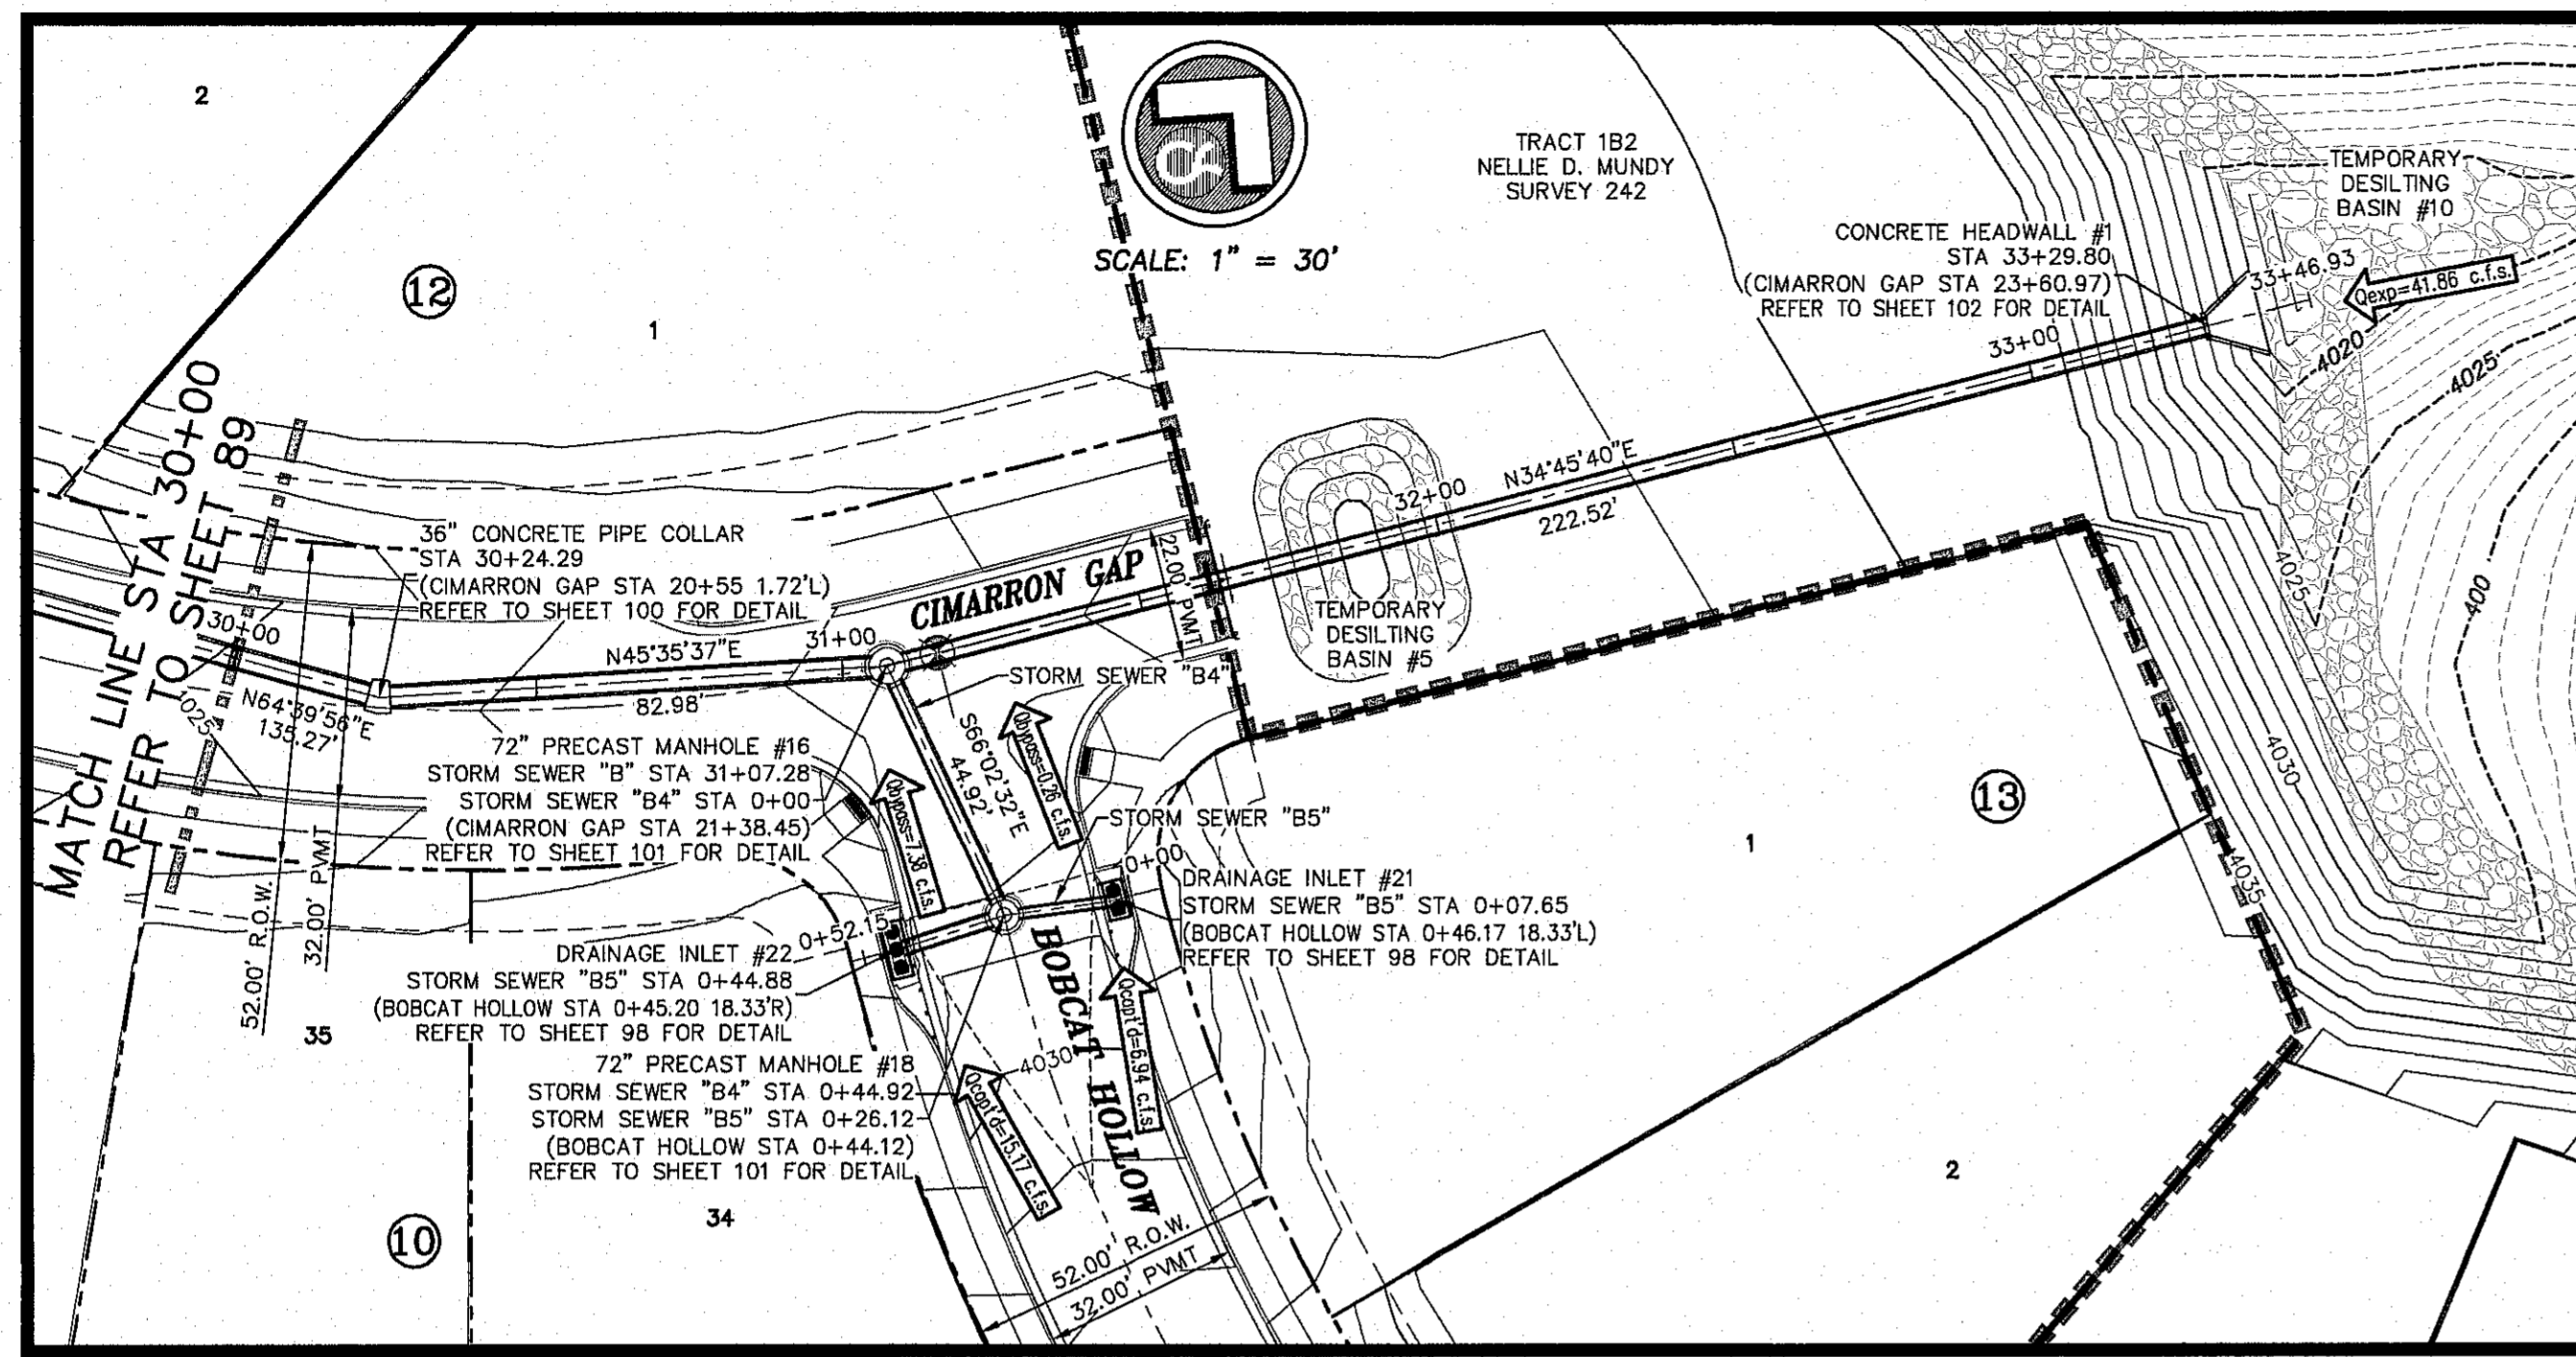 2
12
1
SCALE: 1" = 30'
TRACT 1B2
NELLIE D. MUNDY
SURVEY 242
TEMPORARY
DESILTING
BASIN #10
CONCRETE HEADWALL #1
STA 33+29.80
(CIMARRON GAP STA 23+60.97)
REFER TO SHEET 102 FOR DETAIL
33+46.93
Qexp=41.86 c.f.s.
33+00
4020
4025
MATCH LINE STA 30+00
REFER TO SHEET 89
36" CONCRETE PIPE COLLAR
STA 30+24.29
(CIMARRON GAP STA 20+55 1.72'L)
REFER TO SHEET 100 FOR DETAIL
CIMARRON GAP
22.00' PVMT
32+00
N34°45'40"E
222.52'
4025
400
30+00
N45°35'37"E
31+00
82.98'
N64°39'56"E
135.27'
025
TEMPORARY
DESILTING
BASIN #5
STORM SEWER "B4"
72" PRECAST MANHOLE #16
STORM SEWER "B" STA 31+07.28
STORM SEWER "B4" STA 0+00
(CIMARRON GAP STA 21+38.45)
REFER TO SHEET 101 FOR DETAIL
Qbypass=7.38 c.f.s.
S66°02'32"E
44.92'
Qbypass=0.26 c.f.s.
STORM SEWER "B5"
4030
13
1
4035
52.00' R.O.W.
32.00' PVMT
0+00
DRAINAGE INLET #21
STORM SEWER "B5" STA 0+07.65
(BOBCAT HOLLOW STA 0+46.17 18.33'L)
REFER TO SHEET 98 FOR DETAIL
0+52.15
DRAINAGE INLET #22
STORM SEWER "B5" STA 0+44.88
(BOBCAT HOLLOW STA 0+45.20 18.33'R)
REFER TO SHEET 98 FOR DETAIL
35
BOBCAT HOLLOW
Qcapt'd=6.94 c.f.s.
4030
Qcapt'd=15.17 c.f.s.
72" PRECAST MANHOLE #18
STORM SEWER "B4" STA 0+44.92
STORM SEWER "B5" STA 0+26.12
(BOBCAT HOLLOW STA 0+44.12)
REFER TO SHEET 101 FOR DETAIL
2
34
10
52.00' R.O.W.
32.00' PVMT